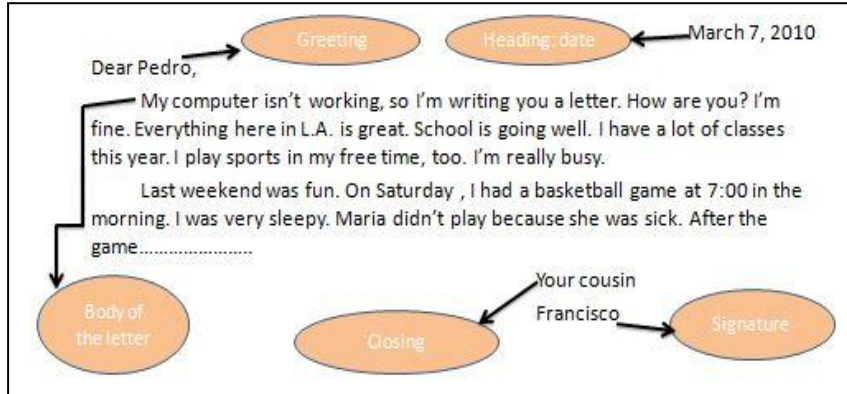 Greeting
Heading: date
March 7, 2010
Dear Pedro,
My computer isn't working, so I'm writing you a letter. How are you? I'm
fine. Everything here in L.A. is great. School is going well. I have a lot of classes
this year. I play sports in my free time, too. I'm really busy.
Last weekend was fun. On Saturday , I had a basketball game at 7:00 in the
morning. I was very sleepy. Maria didn't play because she was sick. After the
game......................
Your cousin
Francisco
Body of
the letter
Closing
Signature